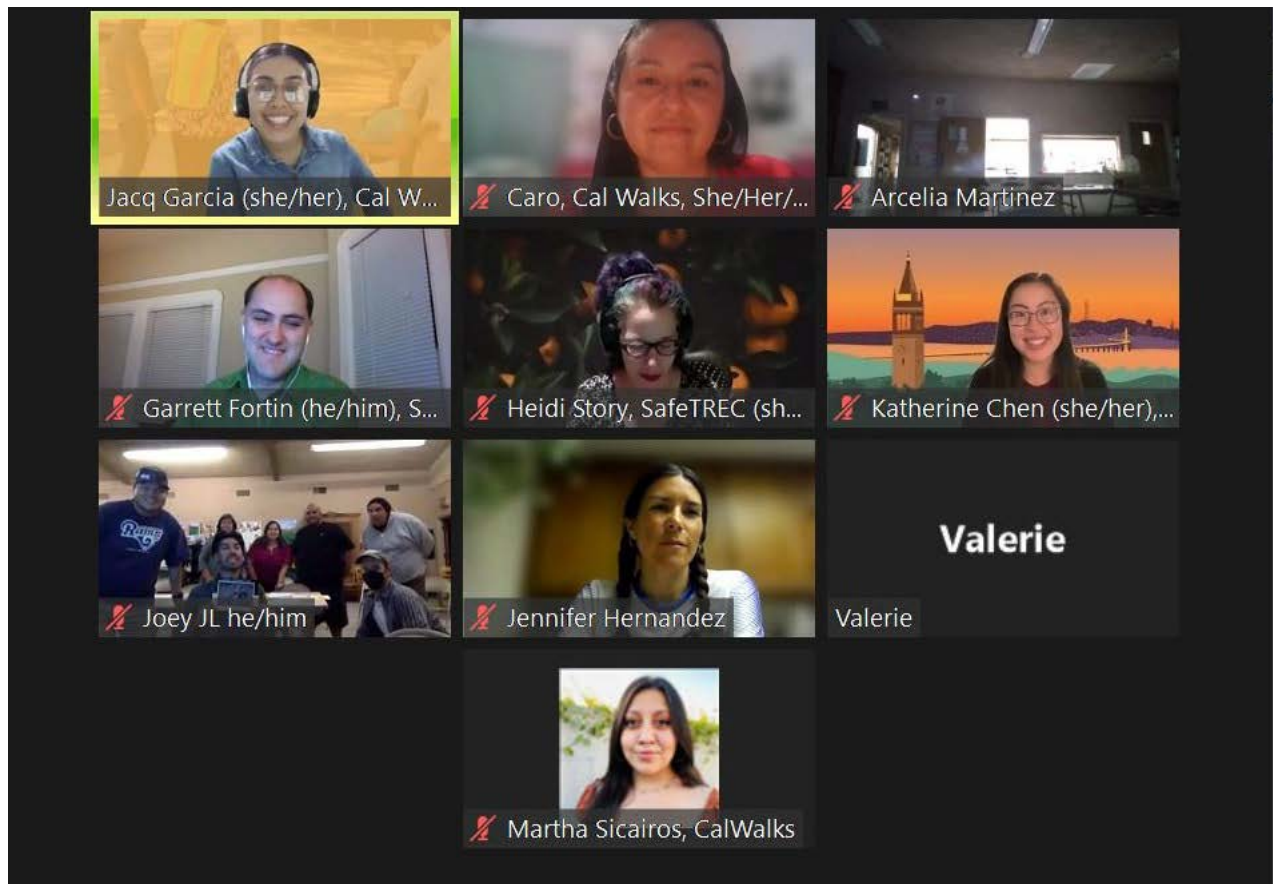 Jacq Garcia (she/her), Cal W...
Caro, Cal Walks, She/Her/...
Arcelia Martinez
Garrett Fortin (he/him), S...
Heidi Story, SafeTREC (sh...
Katherine Chen (she/her),...
Rams
Joey JL he/him
Jennifer Hernandez
Valerie
Valerie
Martha Sicairos, CalWalks